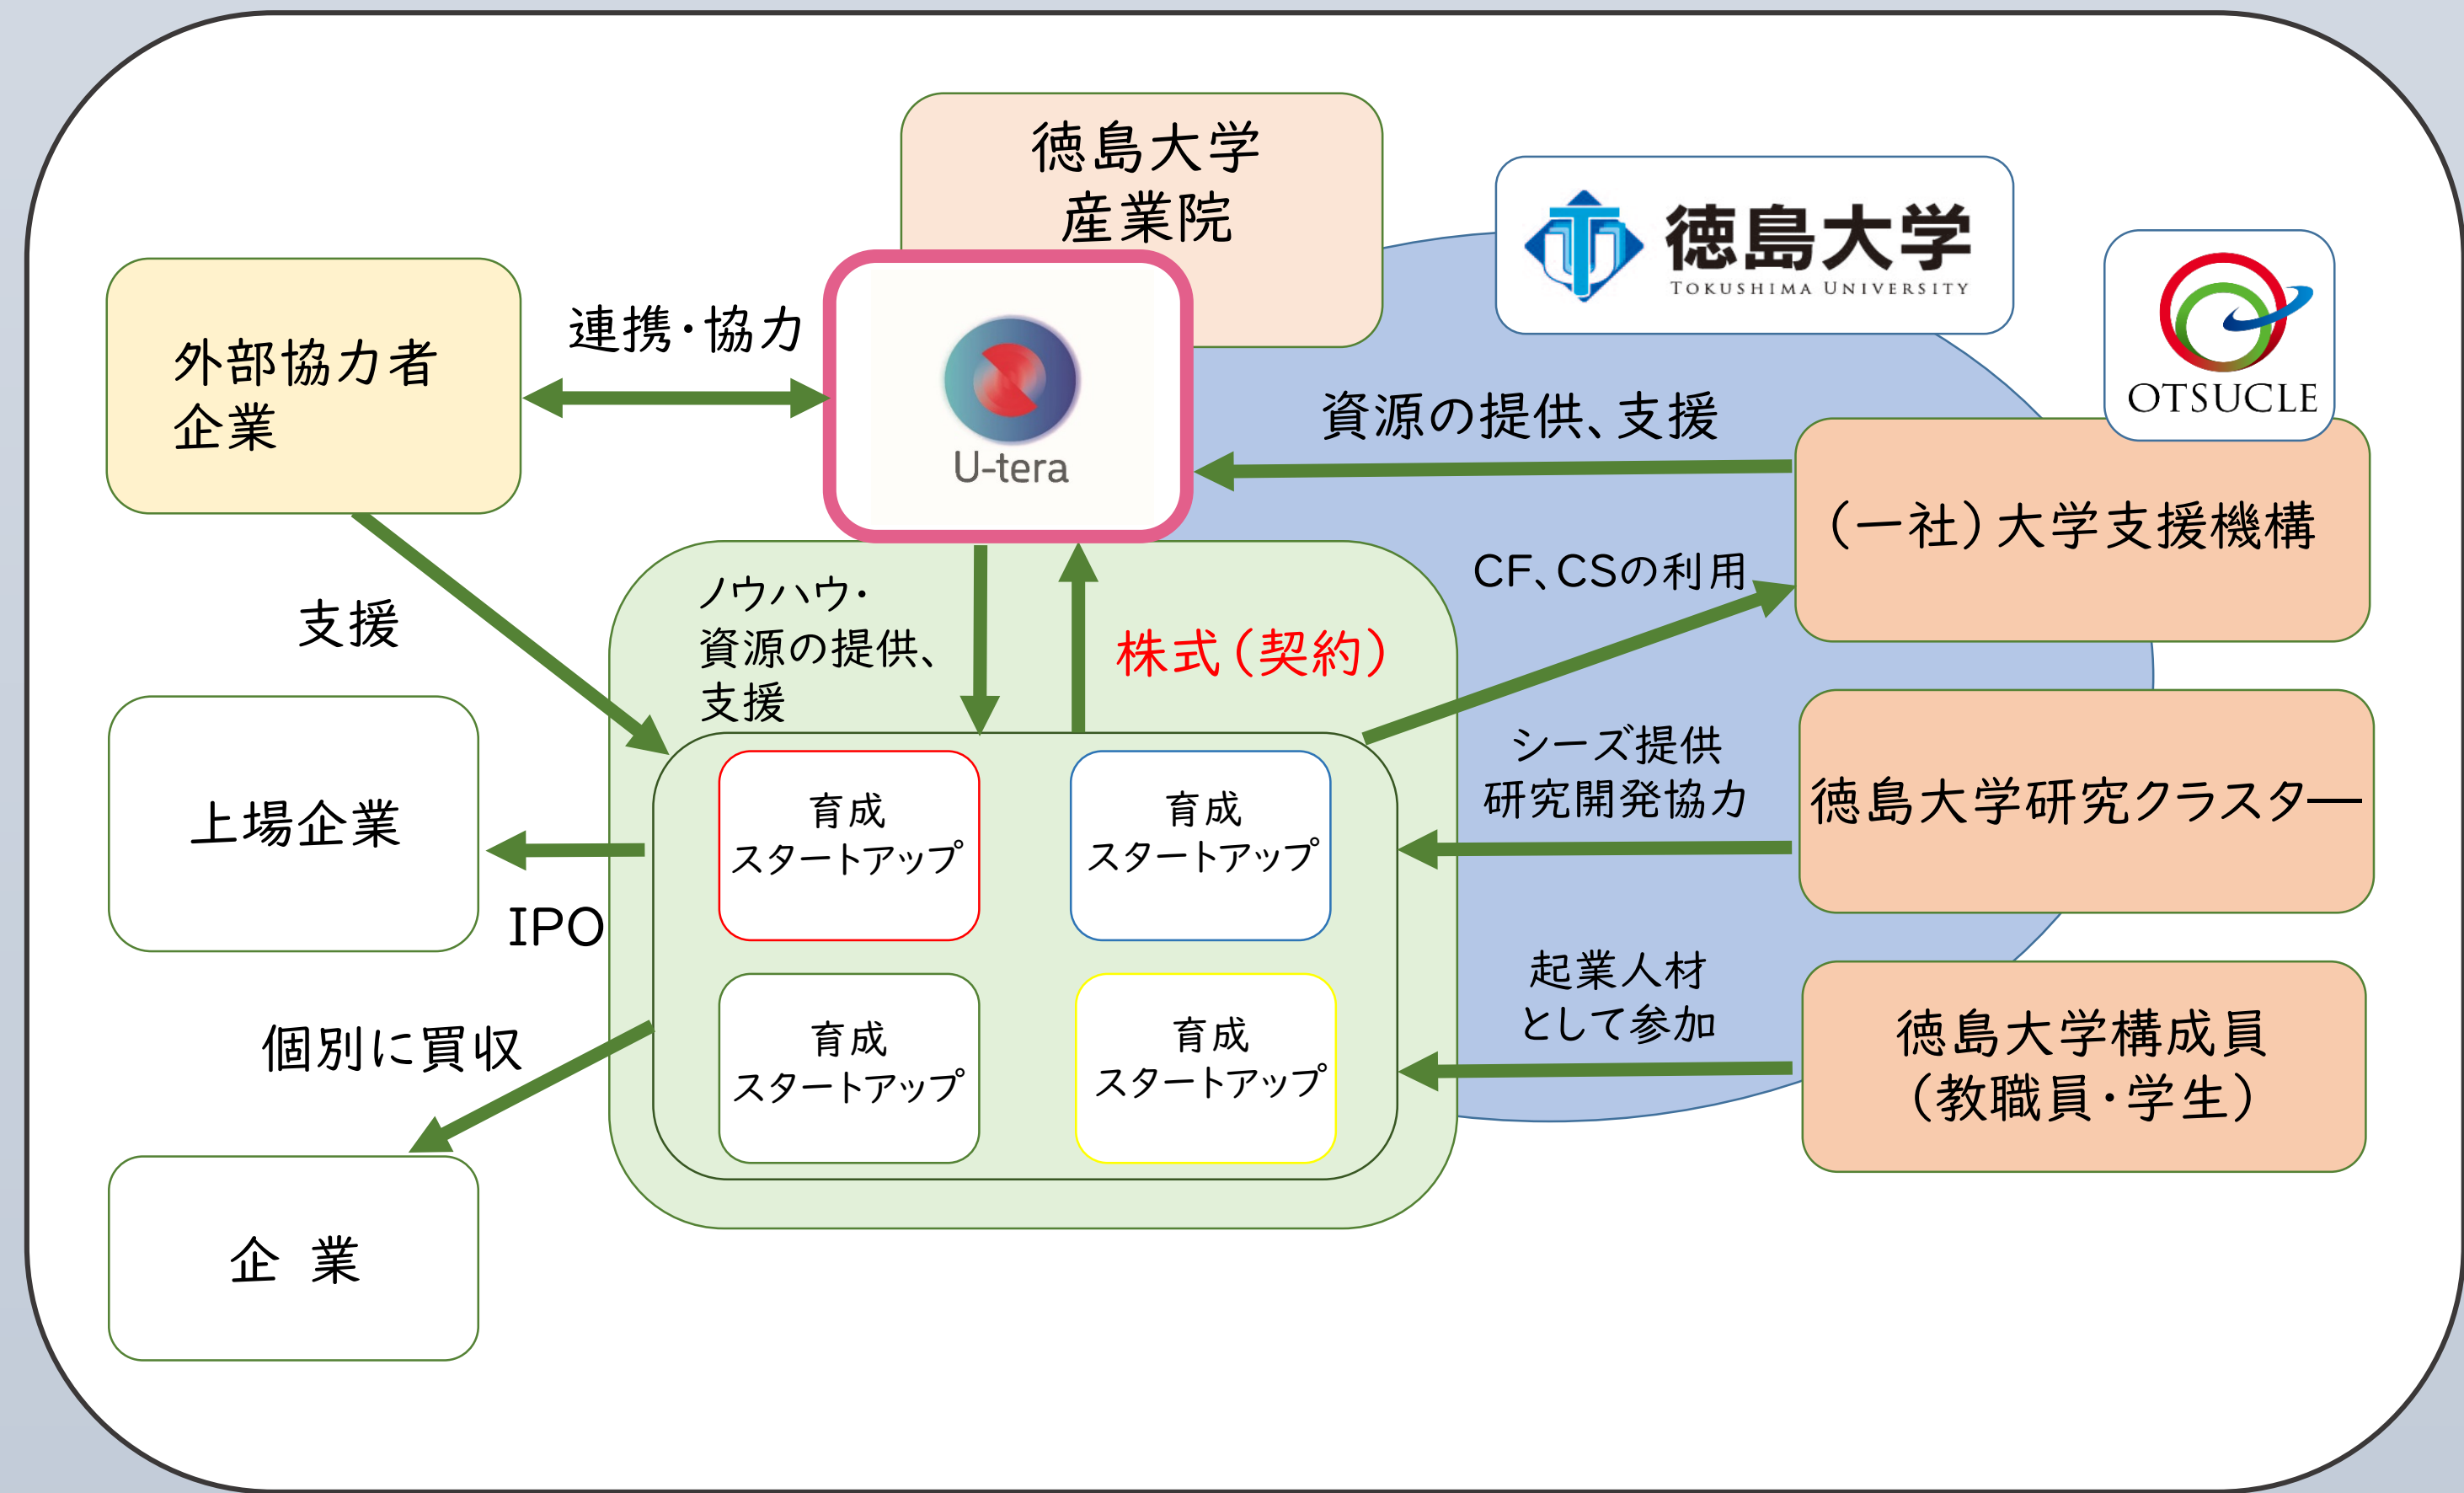 徳島大学
産業院
徳島大学
TOKUSHIMA UNIVERSITY
OTSUCLE
外部協力者
企業
連携・協力
U-tera
資源の提供、支援
(一社)大学支援機構
CF、CSの利用
支援
ノウハウ・
資源の提供、
支援
株式(契約)
上場企業
IPO
育成
スタートアップ
育成
スタートアップ
シーズ提供
研究開発協力
徳島大学研究クラスター
個別に買収
育成
スタートアップ
育成
スタートアップ
起業人材
として参加
徳島大学構成員
(教職員・学生)
企 業